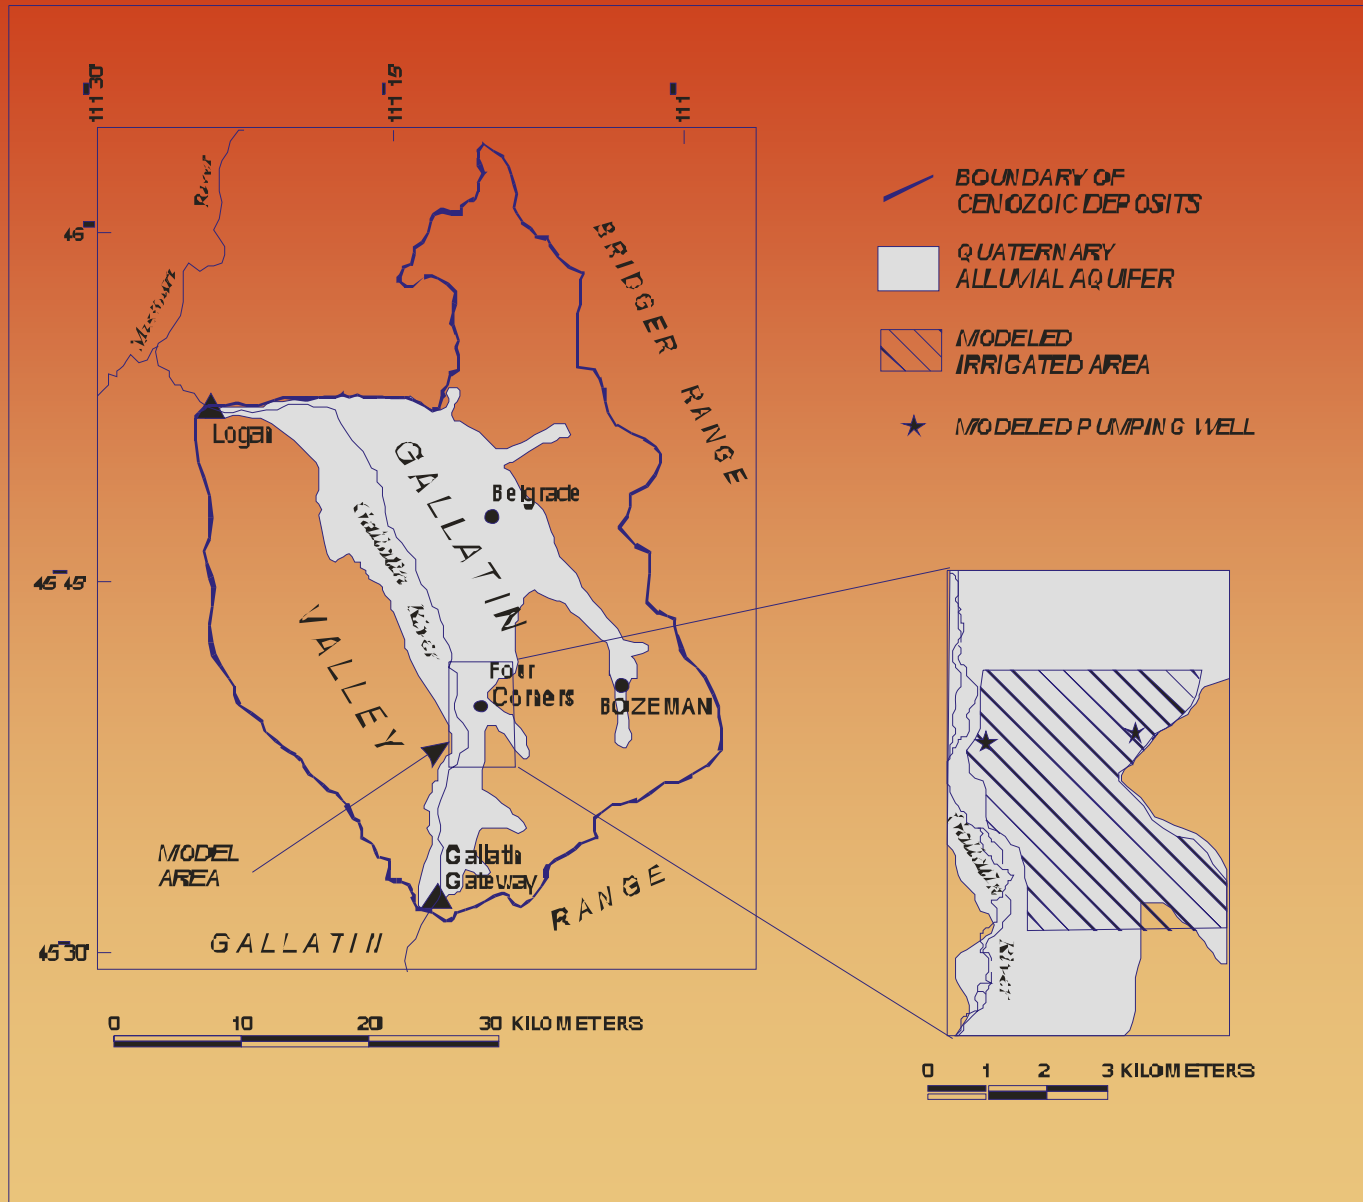 111 30'
111 15'
111
River
BOUNDARY OF
CENOZOIC DEPOSITS
46
BRIDGER RANGE
QUATERNARY
ALLUVIAL AQUIFER
Missouri
MODELED
IRRIGATED AREA
MODELED PUMPING WELL
Logan
GALLATIN
VALLEY
Belgrade
Gallatin River
45 45'
Four
Corners
BOZEMAN
MODEL
AREA
Gallatin
Gateway
GALLATIN RANGE
45 30'
Gallatin
River
0 10 20 30 KILOMETERS
0 1 2 3 KILOMETERS